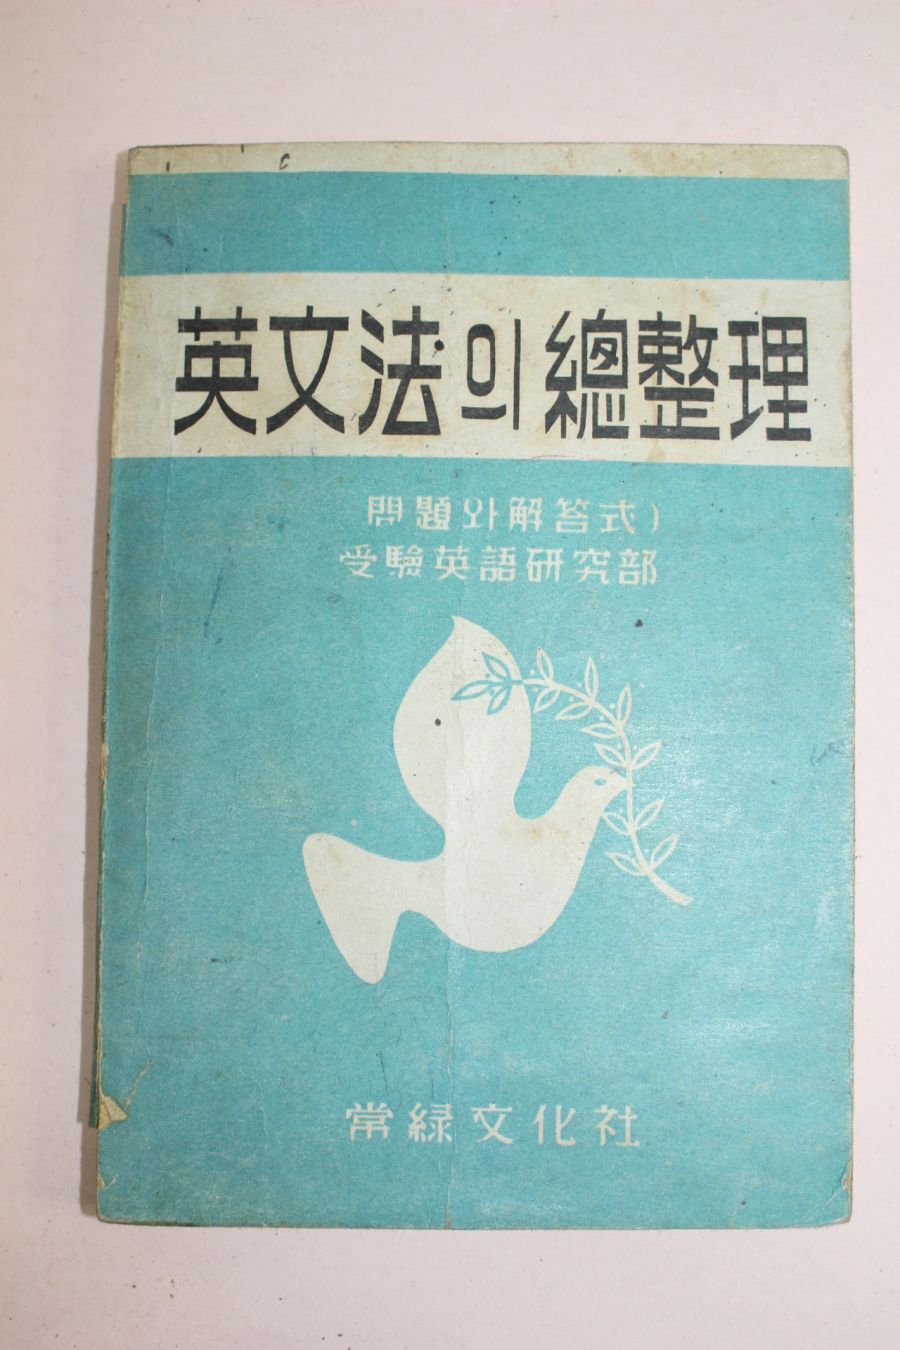 英文法의總整理
問題와解答式)
受驗英語硏究部
常緑文化社